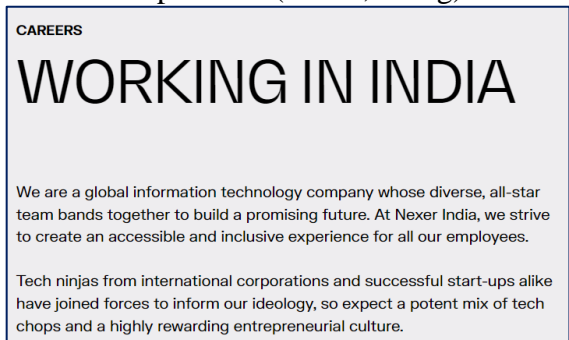 CAREERS
WORKING IN INDIA
We are a global information technology company whose diverse, all-star
team bands together to build a promising future. At Nexer India, we strive
to create an accessible and inclusive experience for all our employees.
Tech ninjas from international corporations and successful start-ups alike
have joined forces to inform our ideology, so expect a potent mix of tech
chops and a highly rewarding entrepreneurial culture.